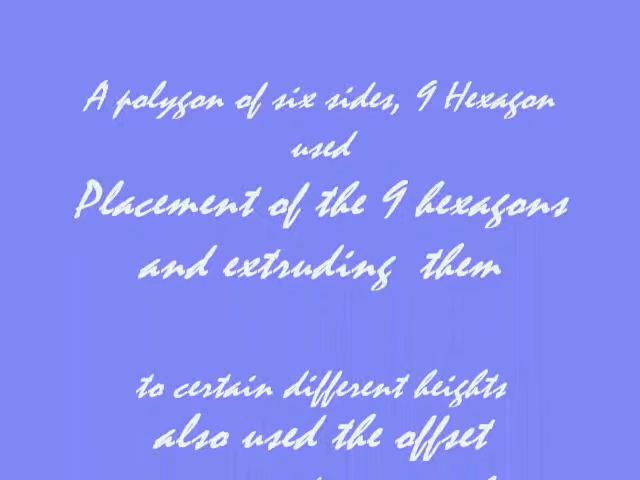 A polygon of six sides, 9 Hexagon
used
Placement of the 9 hexagons
and extruding them
to certain different heights
also used the offset